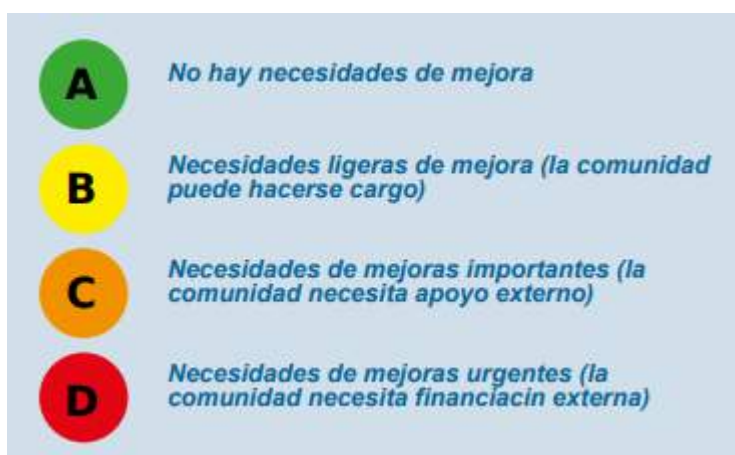 A
No hay necesidades de mejora
B
Necesidades ligeras de mejora (la comunidad
puede hacerse cargo)
C
Necesidades de mejoras importantes (la
comunidad necesita apoyo externo)
D
Necesidades de mejoras urgentes (la
comunidad necesita financiacin externa)